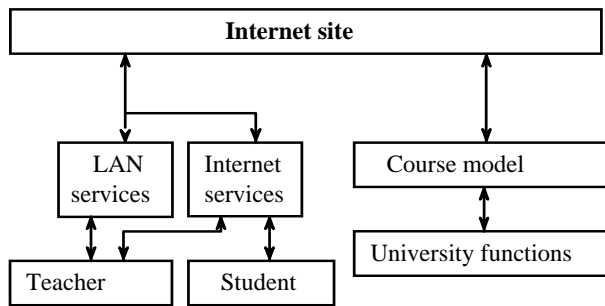 Internet site
LAN
services
Internet
services
Course model
Teacher
Student
University functions